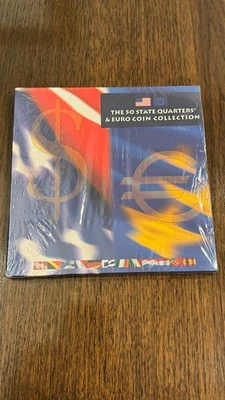 THE 50 STATE QUARTERS®
& EURO COIN COLLECTION
$
€